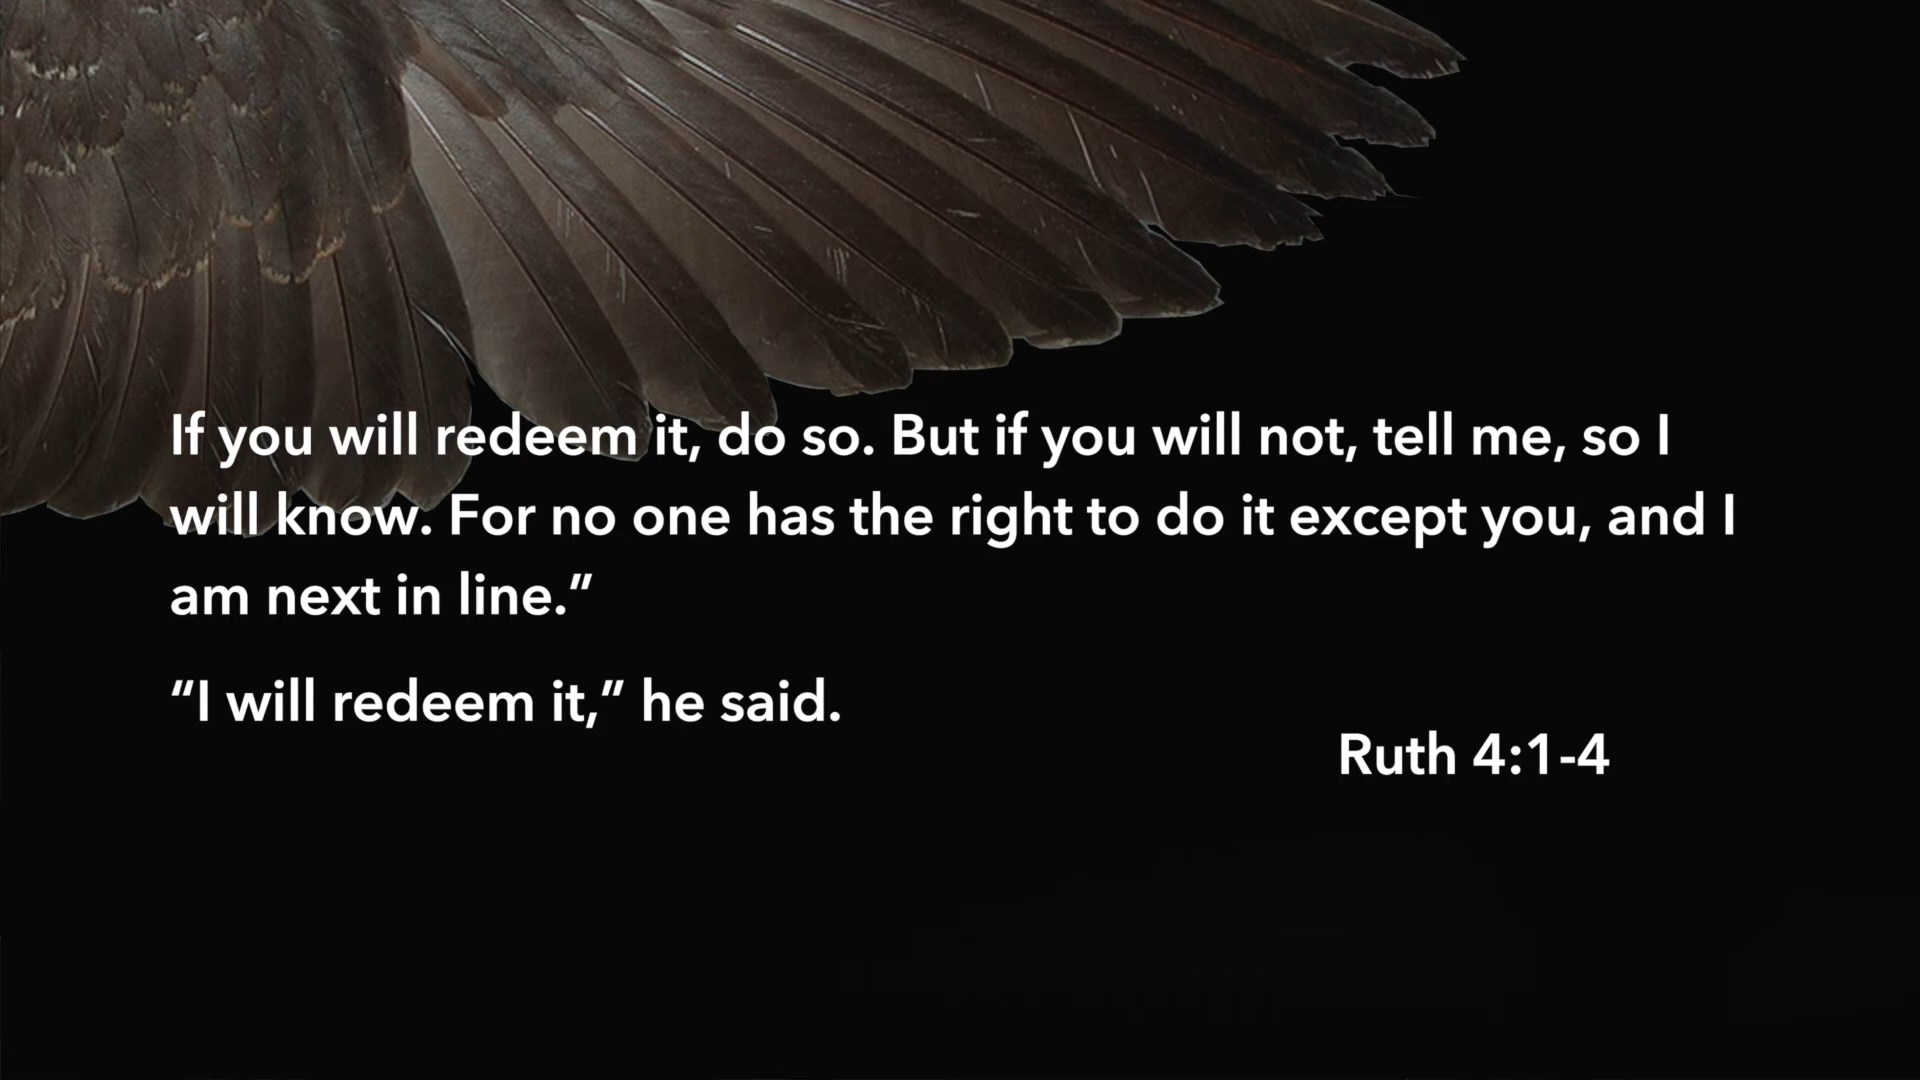 If you will redeem it, do so. But if you will not, tell me, so I
will know. For no one has the right to do it except you, and I
am next in line.”
“I will redeem it,” he said.
Ruth 4:1-4